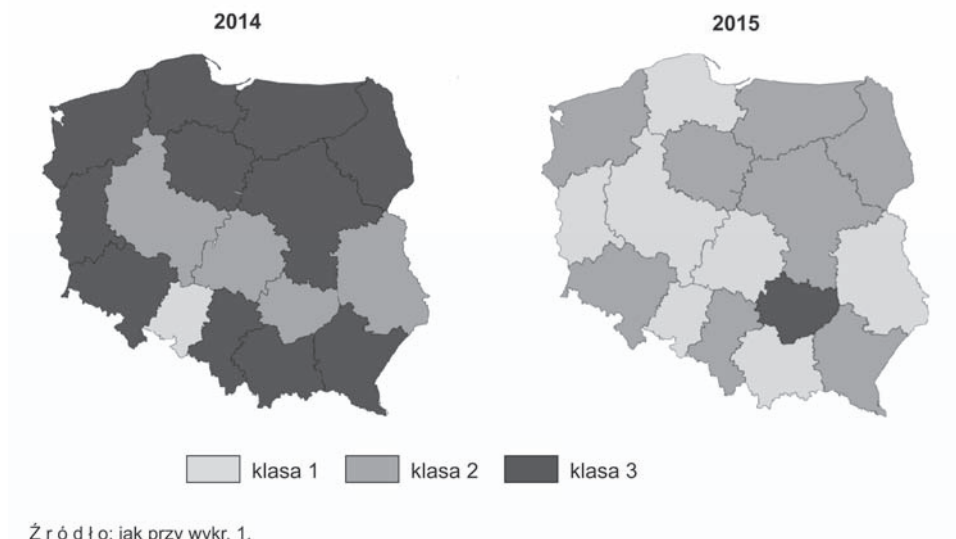 2014
2015
klasa 1
klasa 2
klasa 3
Ź r ó d ł o: jak przy wykr. 1.